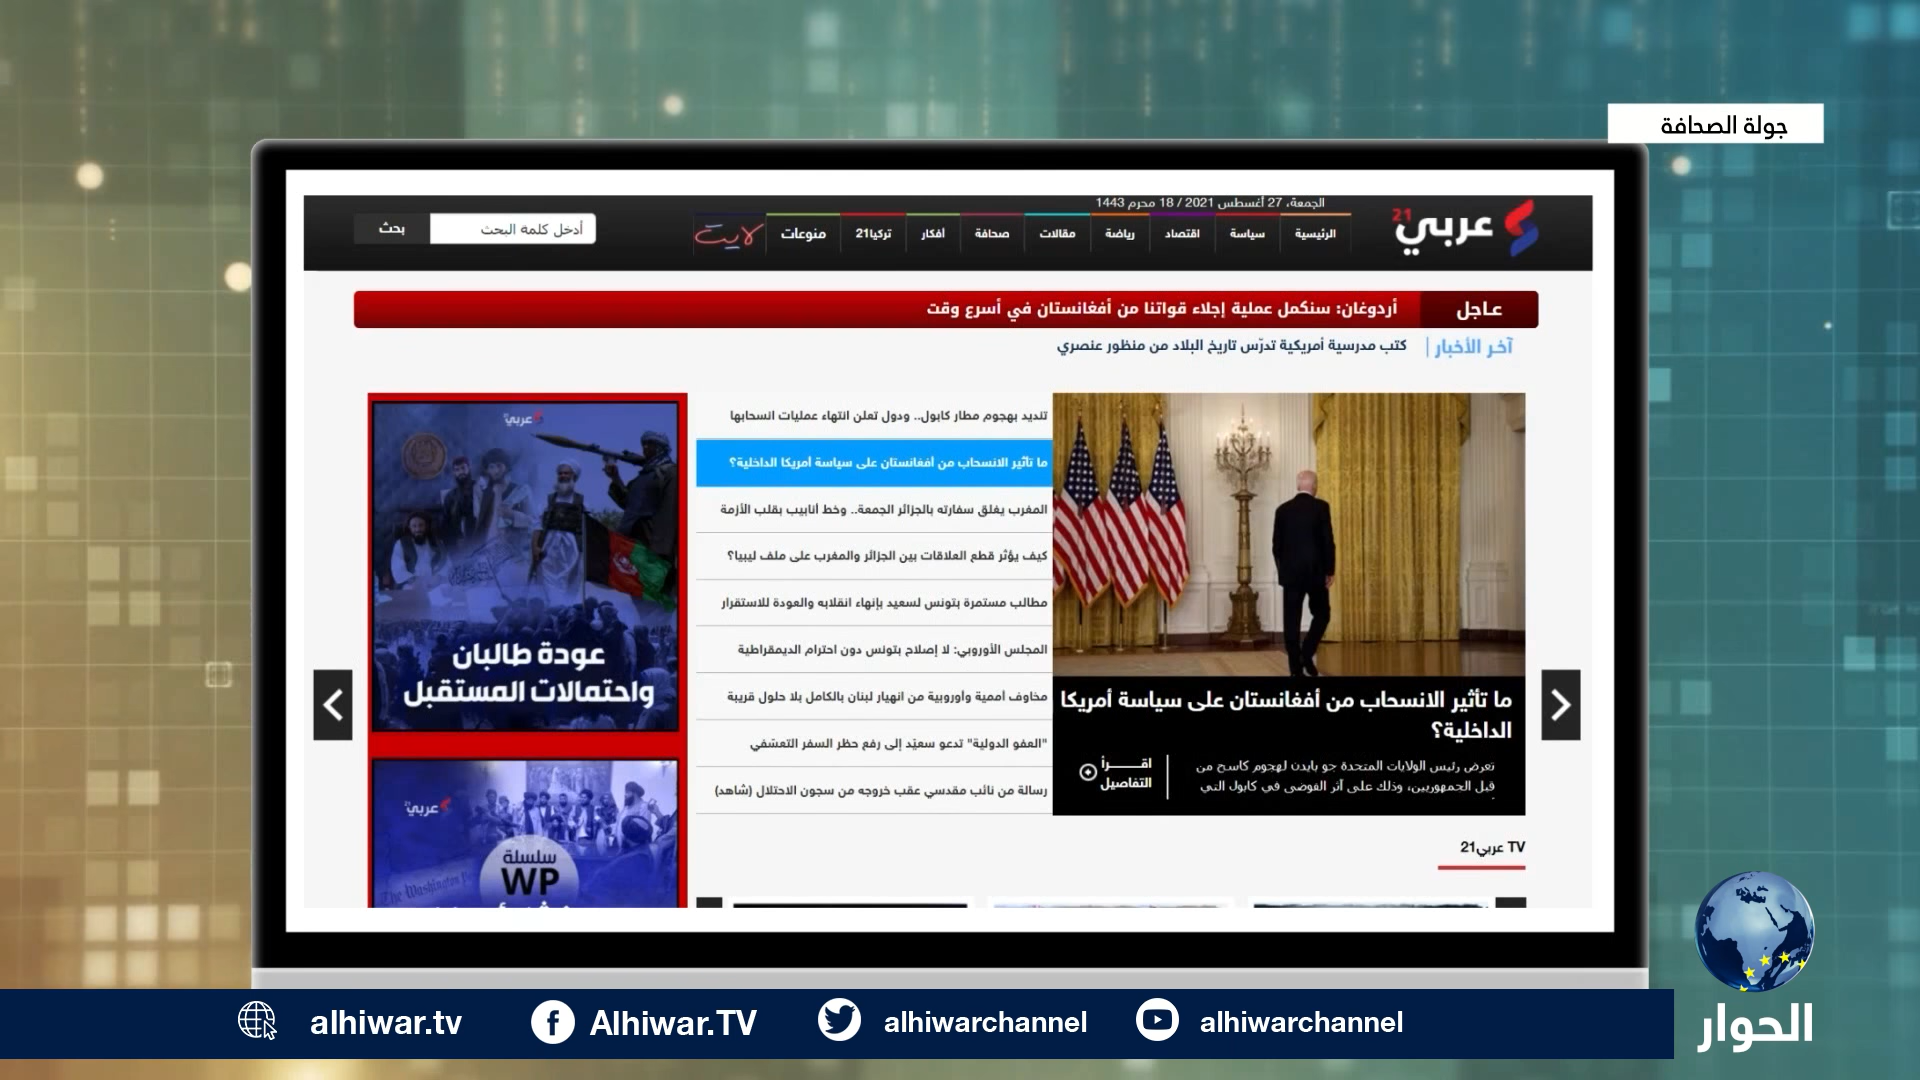 جولة الصحافة
الجمعة، 27 أغسطس 2021 / 18 محرم 1443
عربي 21
الرئيسية
سياسة
اقتصاد
رياضة
مقالات
صحافة
أفكار
تركيا21
منوعات
لايت
أدخل كلمة البحث
بحث
عـاجل
أردوغان: سنكمل عملية إجلاء قواتنا من أفغانستان في أسرع وقت
آخر الأخبار
كتب مدرسية أمريكية تدرّس تاريخ البلاد من منظور عنصري
ما تأثير الانسحاب من أفغانستان على سياسة أمريكا
الداخلية؟
تعرض رئيس الولايات المتحدة جو بايدن لهجوم كاسح من
قبل الجمهوريين، وذلك على أثر الفوضى في كابول التي
اقـــرأ
التفاصيل
تنديد بهجوم مطار كابول.. ودول تعلن انتهاء عمليات انسحابها
ما تأثير الانسحاب من أفغانستان على سياسة أمريكا الداخلية؟
المغرب يغلق سفارته بالجزائر الجمعة.. وخط أنابيب بقلب الأزمة
كيف يؤثر قطع العلاقات بين الجزائر والمغرب على ملف ليبيا؟
مطالب مستمرة بتونس لسعيد بإنهاء انقلابه والعودة للاستقرار
المجلس الأوروبي: لا إصلاح بتونس دون احترام الديمقراطية
مخاوف أممية وأوروبية من انهيار لبنان بالكامل بلا حلول قريبة
"العفو الدولية" تدعو سعيّد إلى رفع حظر السفر التعسّفي
رسالة من نائب مقدسي عقب خروجه من سجون الاحتلال (شاهد)
عربي21
عودة طالبان
واحتمالات المستقبل
عربي21
سلسلة
WP
The Washington
TV عربي21
alhiwar.tv
Alhiwar.TV
alhiwarchannel
alhiwarchannel
الحوار